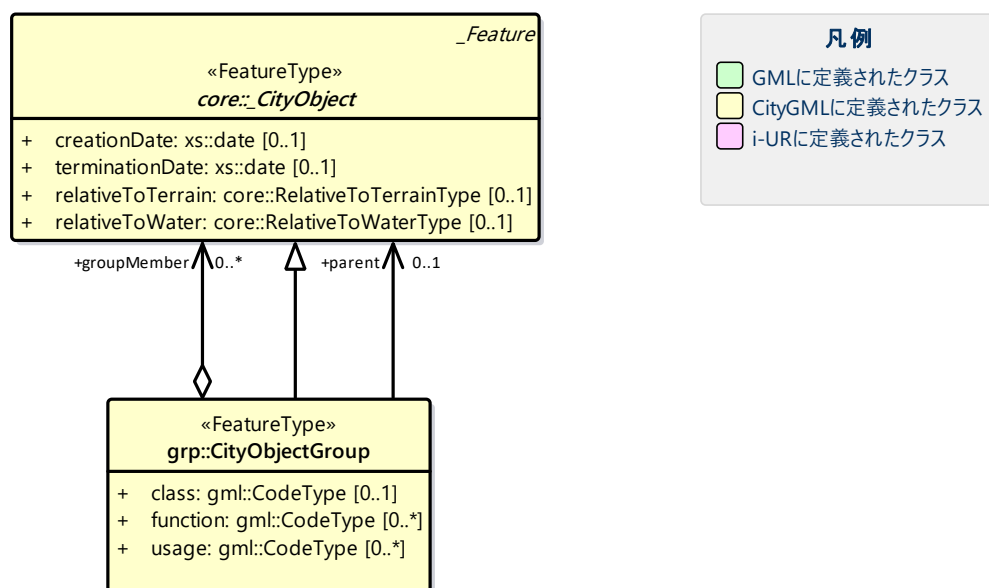 _Feature
«FeatureType»
core::_CityObject
+ creationDate: xs::date [0..1]
+ terminationDate: xs::date [0..1]
+ relativeToTerrain: core::RelativeToTerrainType [0..1]
+ relativeToWater: core::RelativeToWaterType [0..1]
+groupMember 0..* +parent 0..1
«FeatureType»
grp::CityObjectGroup
+ class: gml::CodeType [0..1]
+ function: gml::CodeType [0..*]
+ usage: gml::CodeType [0..*]
凡例
GMLに定義されたクラス
CityGMLに定義されたクラス
i-URに定義されたクラス